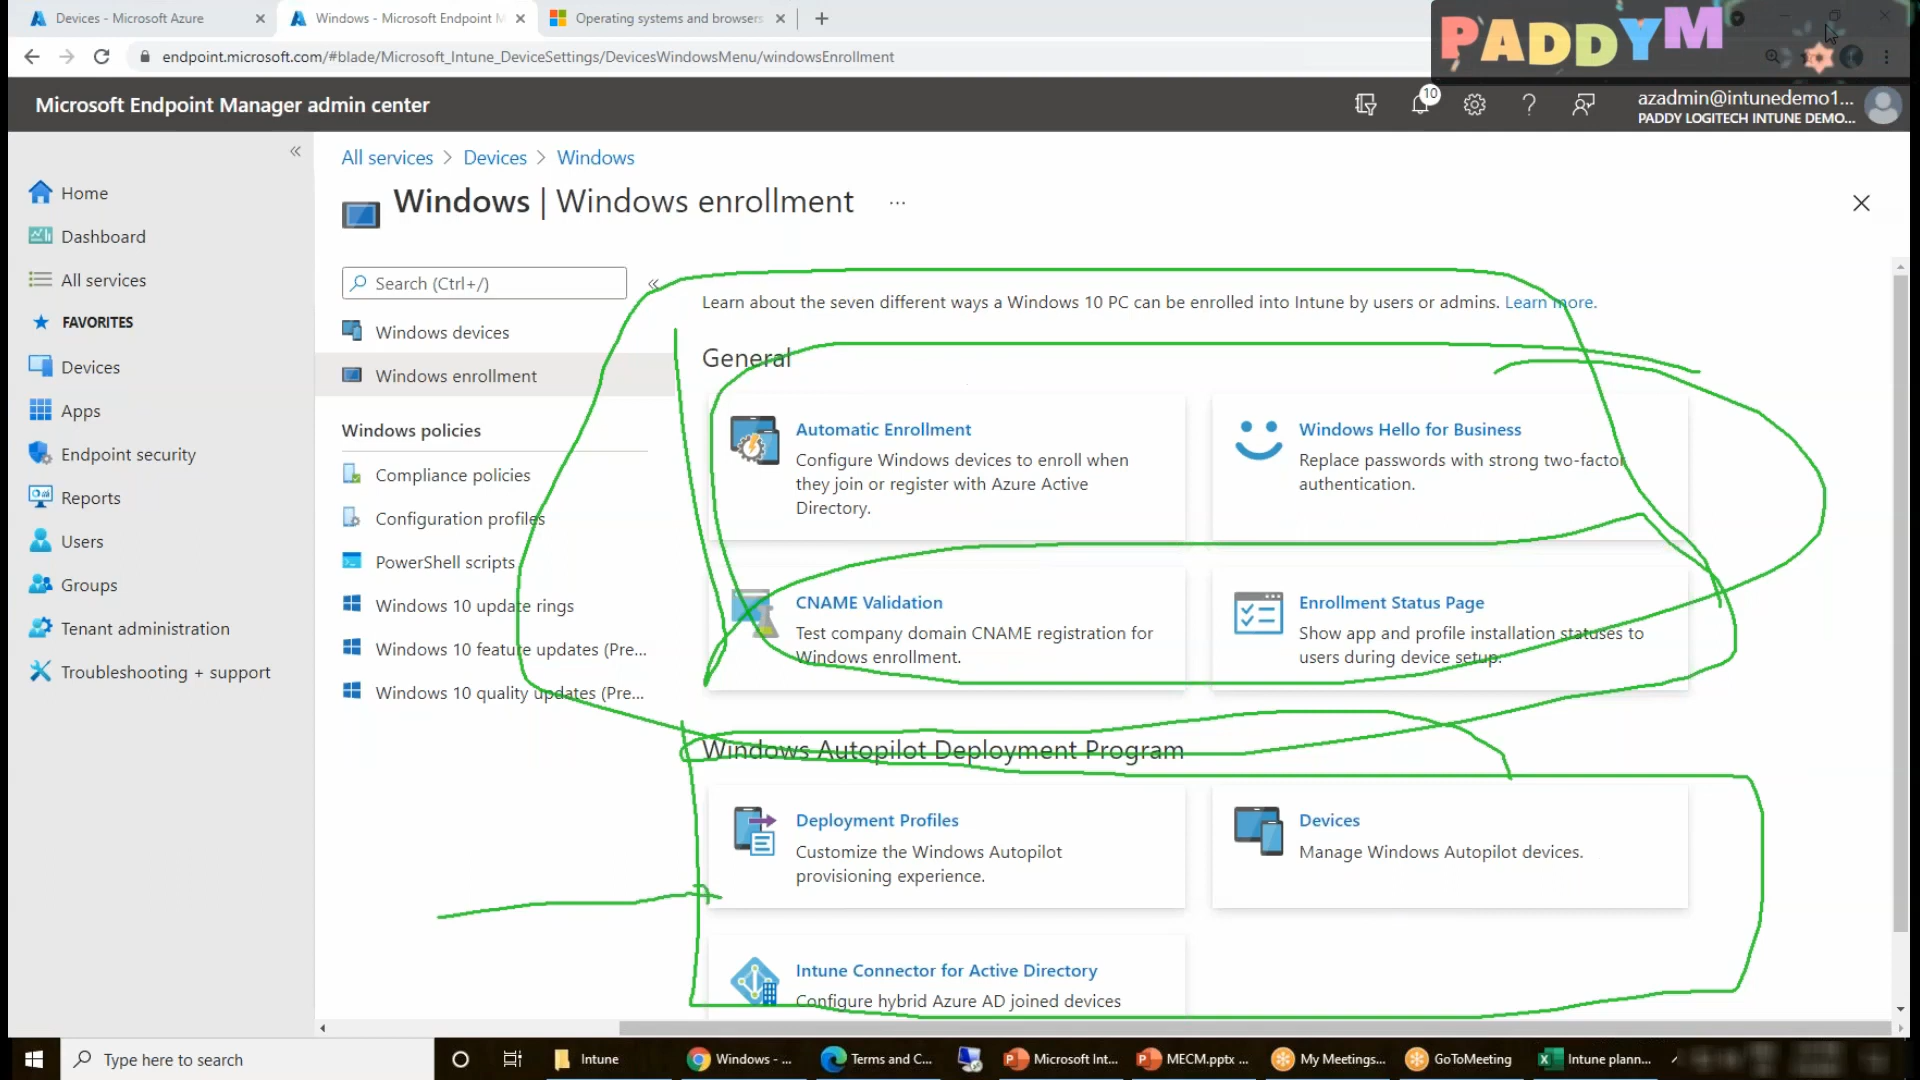 Devices - Microsoft Azure
Windows - Microsoft Endpoint M
Operating systems and browsers
PADDYM
endpoint.microsoft.com/#blade/Microsoft_Intune_DeviceSettings/DevicesWindowsMenu/windowsEnrollment
Microsoft Endpoint Manager admin center
10
azadmin@intunedemo1...
PADDY LOGITECH INTUNE DEMO...
Home
Dashboard
All services
FAVORITES
Devices
Apps
Endpoint security
Reports
Users
Groups
Tenant administration
Troubleshooting + support
All services > Devices > Windows
Windows | Windows enrollment
...
Search (Ctrl+/)
Windows devices
Windows enrollment
Windows policies
Compliance policies
Configuration profiles
PowerShell scripts
Windows 10 update rings
Windows 10 feature updates (Pre...
Windows 10 quality updates (Pre...
Learn about the seven different ways a Windows 10 PC can be enrolled into Intune by users or admins. Learn more.
General
Automatic Enrollment
Configure Windows devices to enroll when
they join or register with Azure Active
Directory.
Windows Hello for Business
Replace passwords with strong two-factor
authentication.
CNAME Validation
Test company domain CNAME registration for
Windows enrollment.
Enrollment Status Page
Show app and profile installation statuses to
users during device setup.
Windows Autopilot Deployment Program
Deployment Profiles
Customize the Windows Autopilot
provisioning experience.
Devices
Manage Windows Autopilot devices.
Intune Connector for Active Directory
Configure hybrid Azure AD joined devices
Type here to search
Intune
Windows - ...
Terms and C...
Microsoft Int...
MECM.pptx ...
My Meetings...
GoToMeeting
Intune plann...